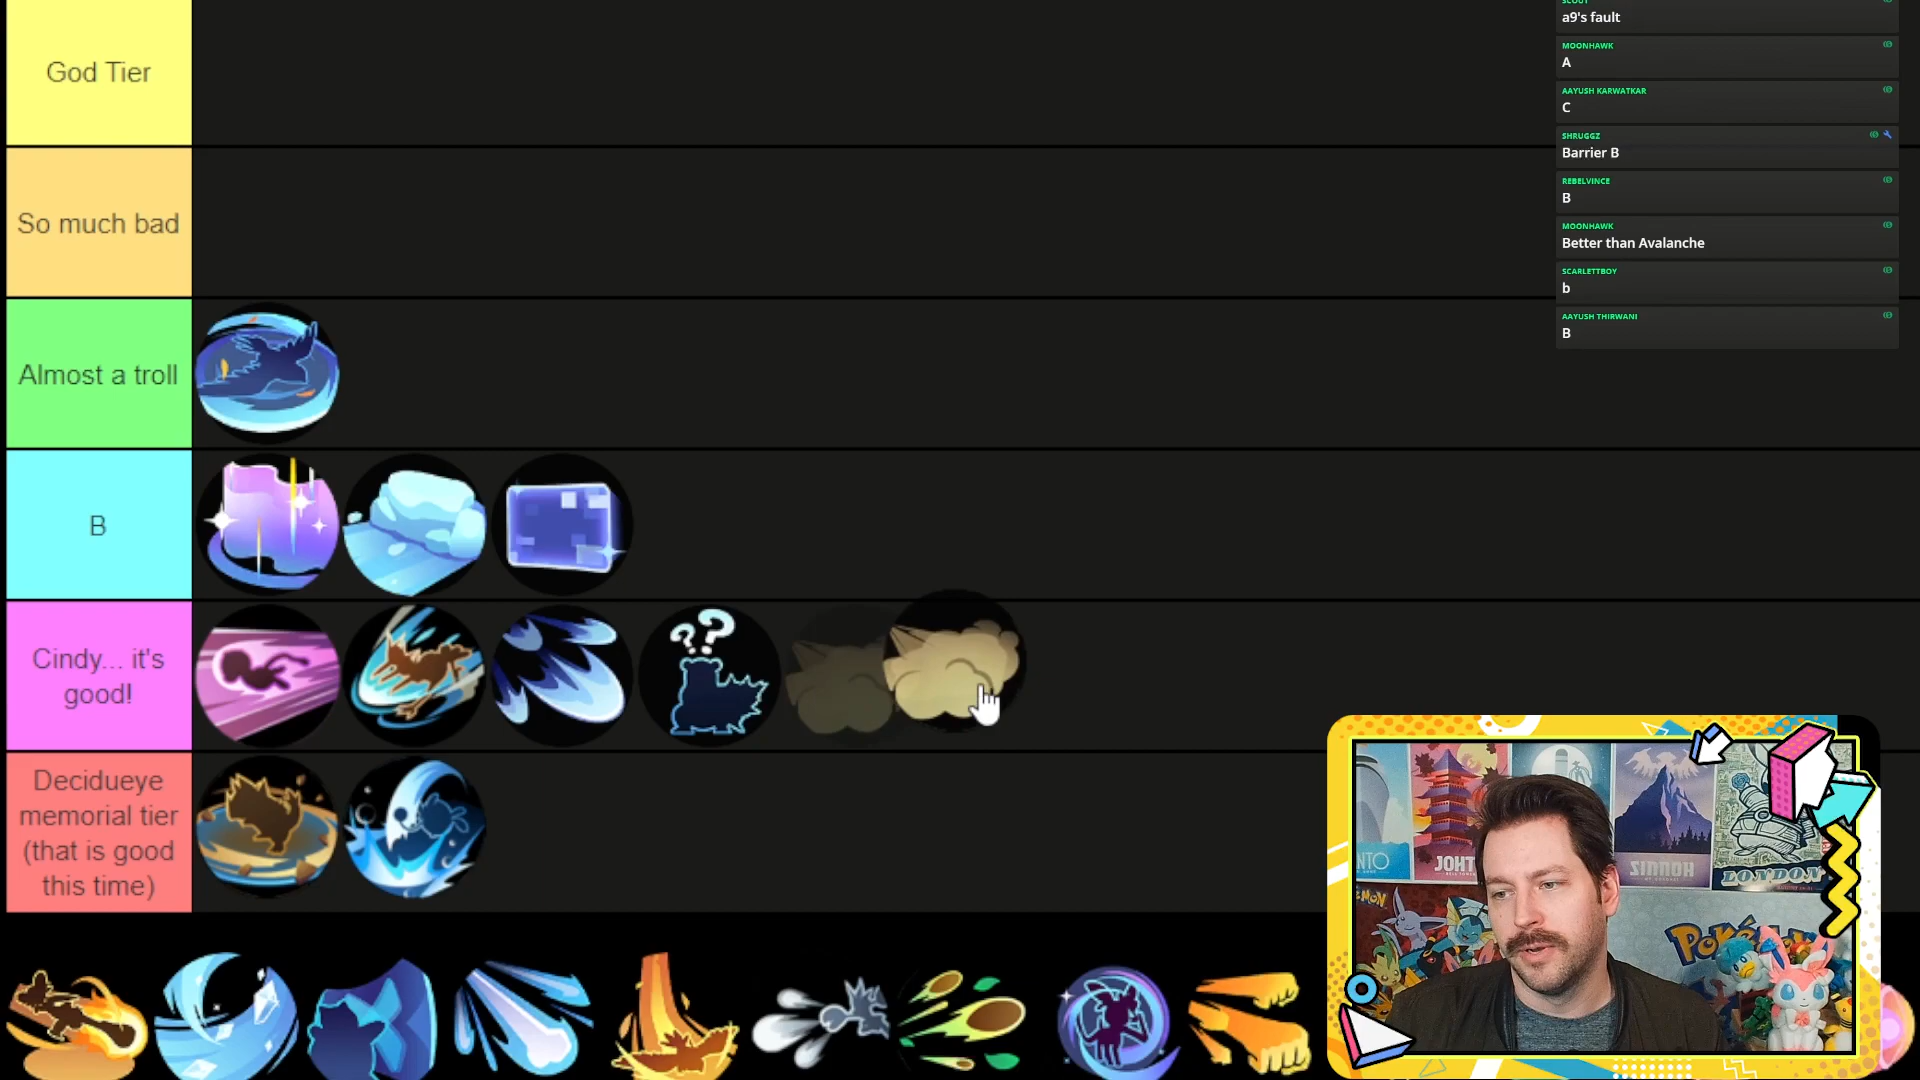 God Tier
So much bad
Almost a troll
B
Cindy... it's
good!
Decidueye
memorial tier
(that is good
this time)
a9's fault
MOONHAWK
A
AAYUSH KARWATKAR
C
SHRUGGZ
Barrier B
REBELVINCE
B
MOONHAWK
Better than Avalanche
SCARLETTBOY
b
AAYUSH THIRWANI
B
??
JOHT
SINNOH
LONDON